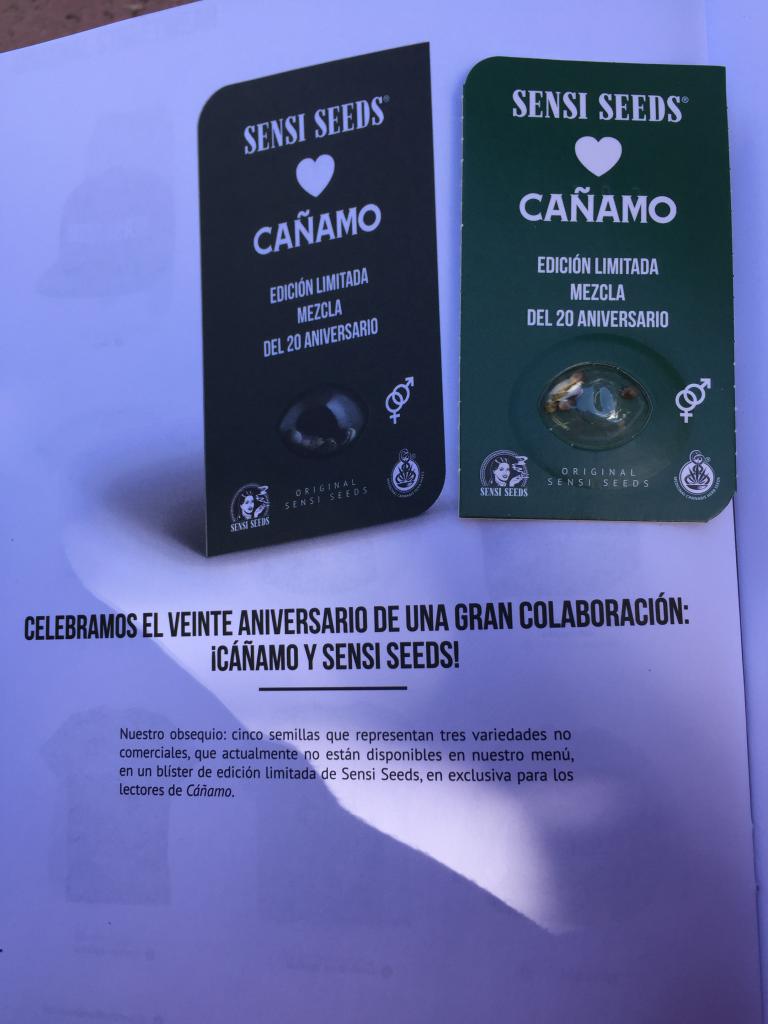 SENSI SEEDS®
CAÑAMO
EDICIÓN LIMITADA
MEZCLA
DEL 20 ANIVERSARIO
ORIGINAL
SENSI SEEDS
SENSI SEEDS
SENSI SEEDS®
CAÑAMO
EDICIÓN LIMITADA
MEZCLA
DEL 20 ANIVERSARIO
ORIGINAL
SENSI SEEDS
SENSI SEEDS
CELEBRAMOS EL VEINTE ANIVERSARIO DE UNA GRAN COLABORACIÓN:
¡CÁÑAMO Y SENSI SEEDS!
Nuestro obsequio: cinco semillas que representan tres variedades no
comerciales, que actualmente no están disponibles en nuestro menú,
en un blíster de edición limitada de Sensi Seeds, en exclusiva para los
lectores de Cáñamo.